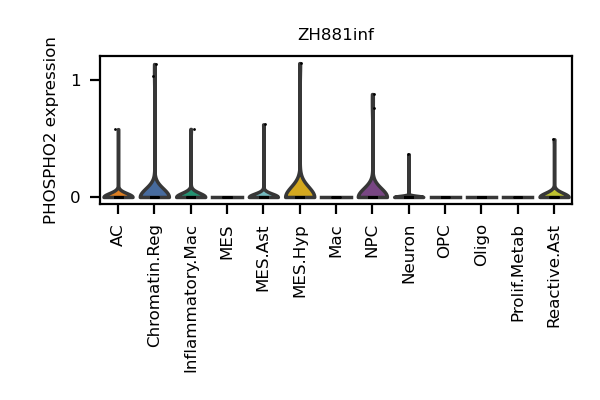 ZH881inf
PHOSPHO2 expression
1
0
AC
Chromatin.Reg
Inflammatory.Mac
MES
MES.Ast
MES.Hyp
Mac
NPC
Neuron
OPC
Oligo
Prolif.Metab
Reactive.Ast